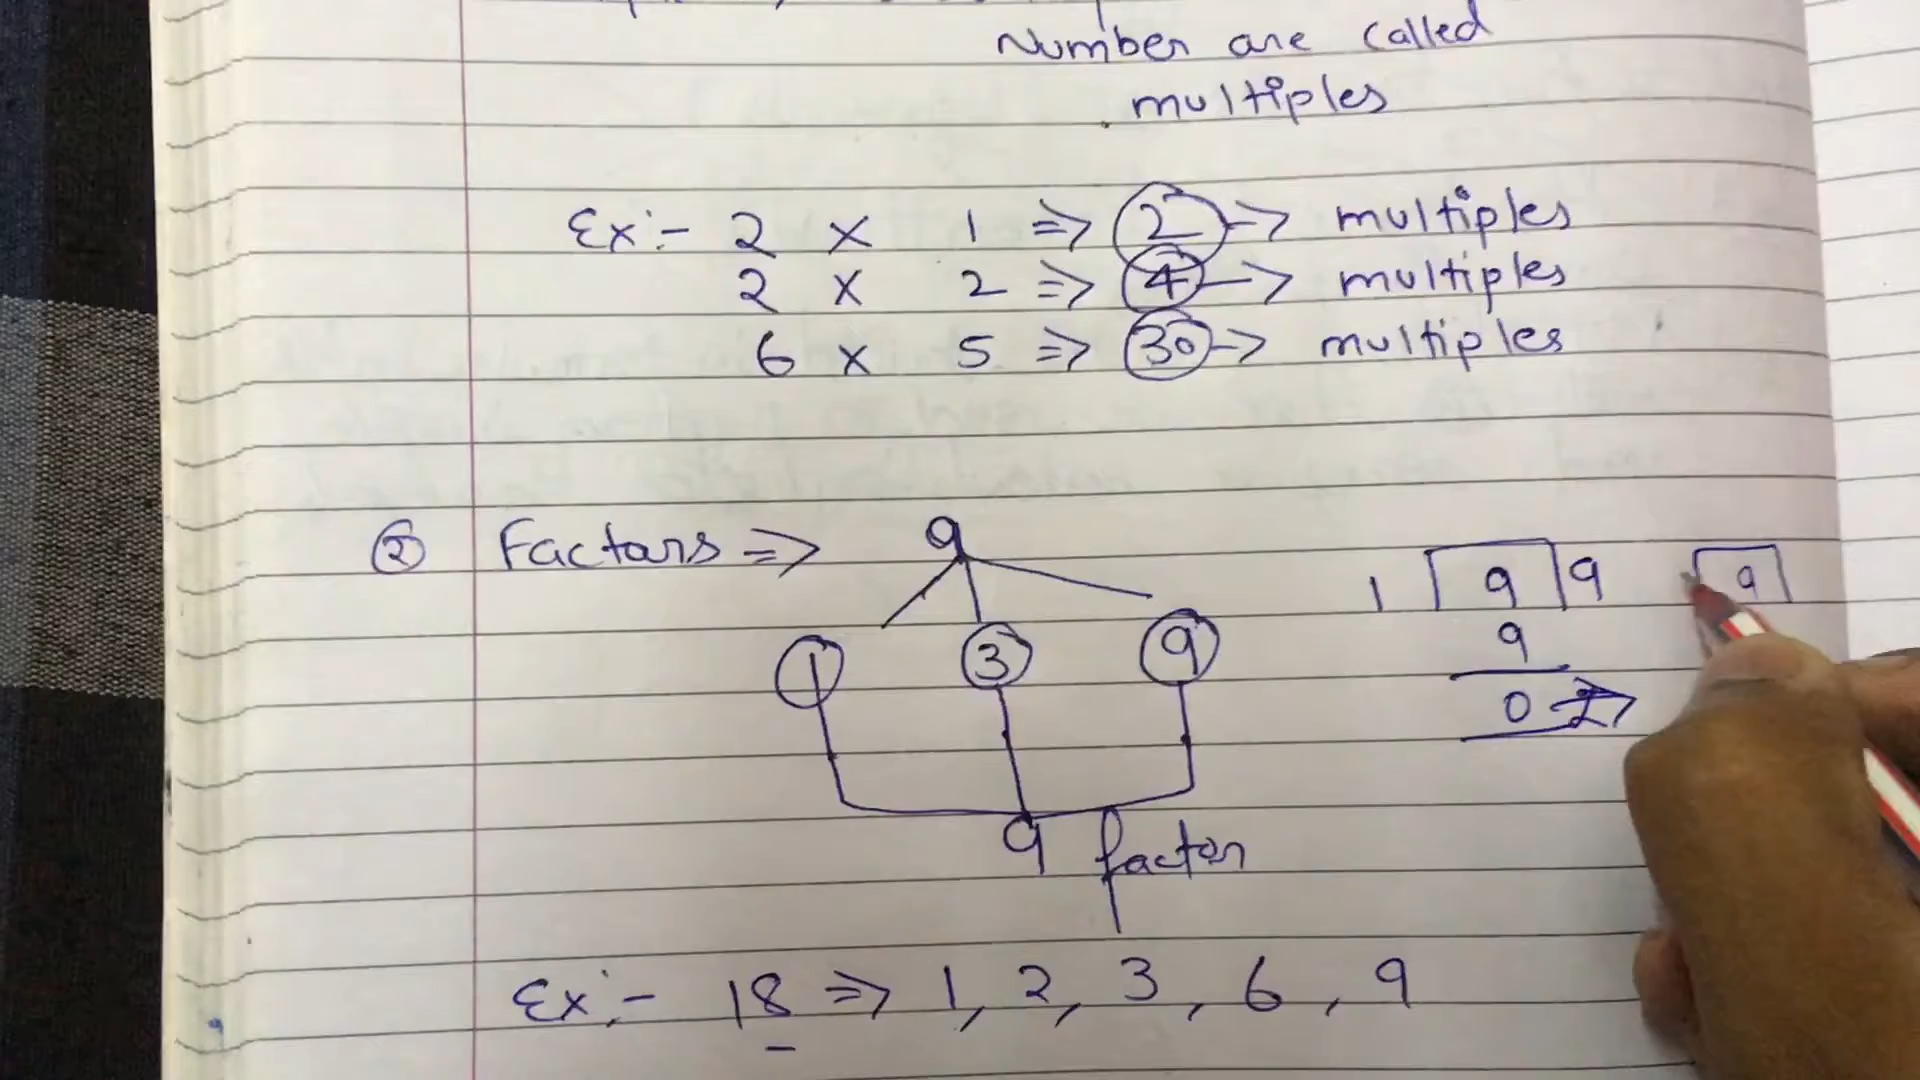 Number are called
multiples
Ex:- 2 x 1 => 2 -> multiples
2 x 2 => 4 -> multiples
6 x 5 => 30 -> multiples
② Factors => 9
1 3 9
9 factor
1 9 9
9
0
9
Ex:- 18 => 1, 2, 3, 6, 9